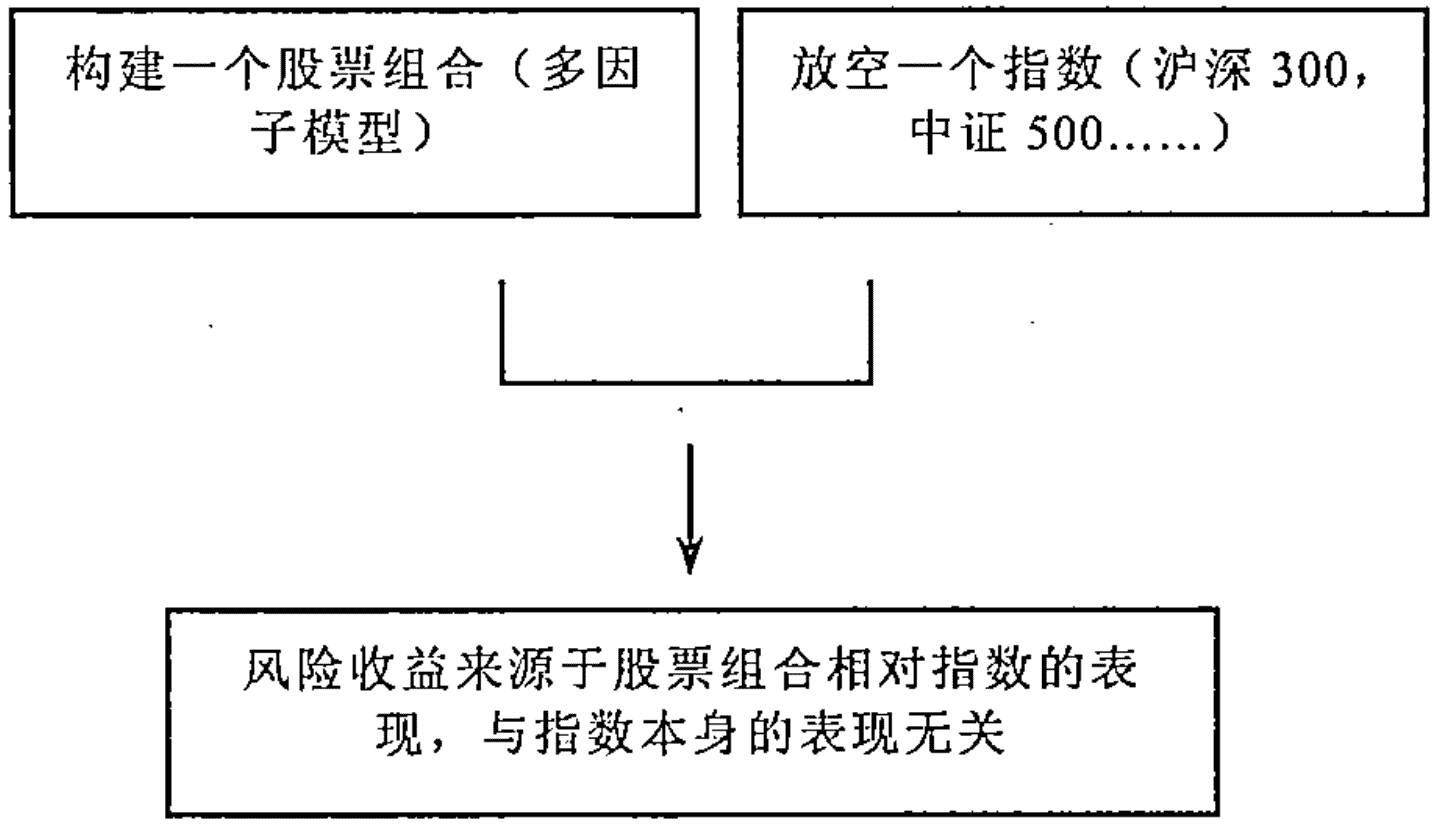 构建一个股票组合（多因
子模型）
放空一个指数（沪深 300，
中证 500……）
风险收益来源于股票组合相对指数的表
现，与指数本身的表现无关